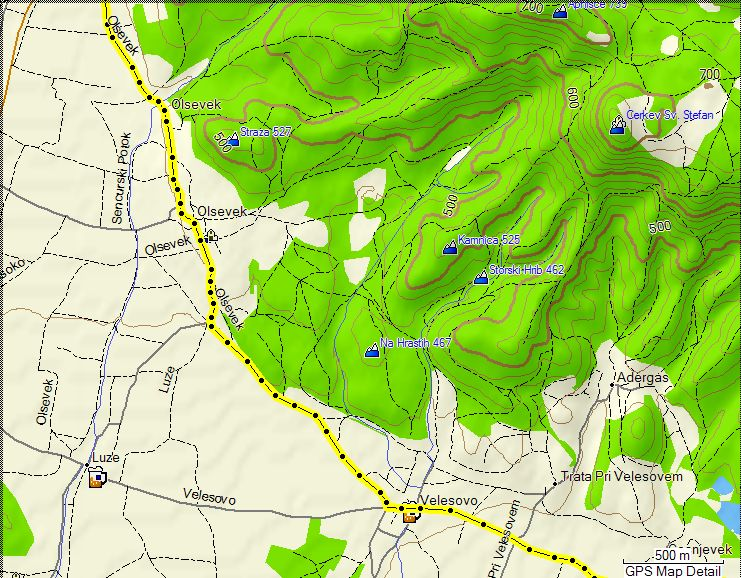 Apnisce 739
700
Olsevek
700
600
Olsevek
Cerkev Sv. Stefan
Straza 527
500
Sencurski Potok
500
Olsevek
500
Kamnica 525
Olsevek
Storski Hrib 462
Olsevek
Na Hrastih 467
Luze
Adergas
Olsevek
Luze
Trata Pri Velesovem
Velesovo
Velesovo
Pri Velesovem
njevek
500 m
GPS Map Detail